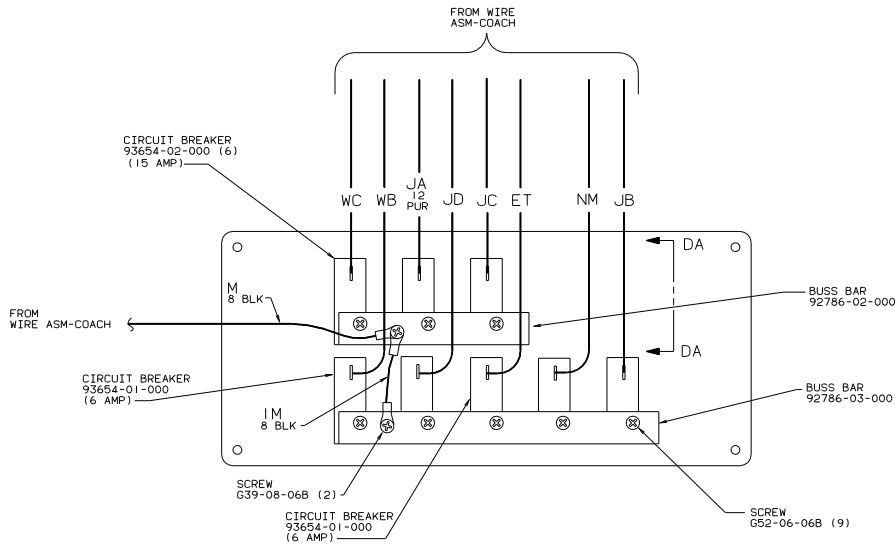 FROM WIRE
ASM-COACH
CIRCUIT BREAKER
93654-02-000 (6)
(15 AMP)
WC
WB
JA
12
PUR
JD
JC
ET
NM
JB
DA
M
8 BLK
BUSS BAR
92786-02-000
FROM
WIRE ASM-COACH
DA
CIRCUIT BREAKER
93654-01-000
(6 AMP)
1M
8 BLK
BUSS BAR
92786-03-000
SCREW
G39-08-06B (2)
CIRCUIT BREAKER
93654-01-000
(6 AMP)
SCREW
G52-06-06B (9)